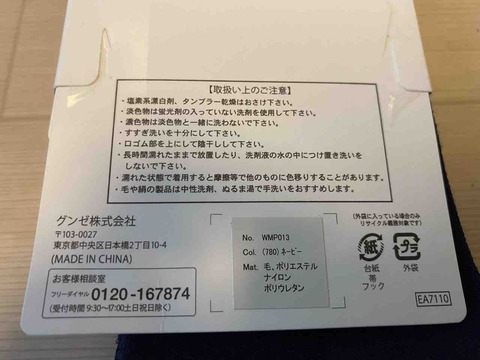 【取扱い上のご注意】
・塩素系漂白剤、タンブラー乾燥はおさけ下さい。
・淡色物は蛍光剤の入っていない洗剤を使用して下さい。
・濃色物は淡色物と一緒に洗わないで下さい。
・すすぎ洗いを十分にして下さい。
・ロゴム部を上にして陰干しして下さい。
・長時間濡れたままで放置したり、洗剤液の水の中につけ置き洗いを
しないで下さい。
・濡れた状態で着用すると摩擦等で他のものに色移りすることがあります。
・毛や絹の製品は中性洗剤、ぬるま湯で手洗いをおすすめします。
グンゼ株式会社
〒103-0027
東京都中央区日本橋2丁目10-4
(MADE IN CHINA)
お客様相談室
フリーダイヤル 0120-167874
(受付時間 9:30~17:00土日祝日除く)
No. WMP013
Col. (780) ネービー
Mat. 毛、ポリエステル
ナイロン
ポリウレタン
(外袋に入っている場合のみ
リサイクル義務対象です)
紙
プラ
台紙
帯
フック
外袋
EA7110